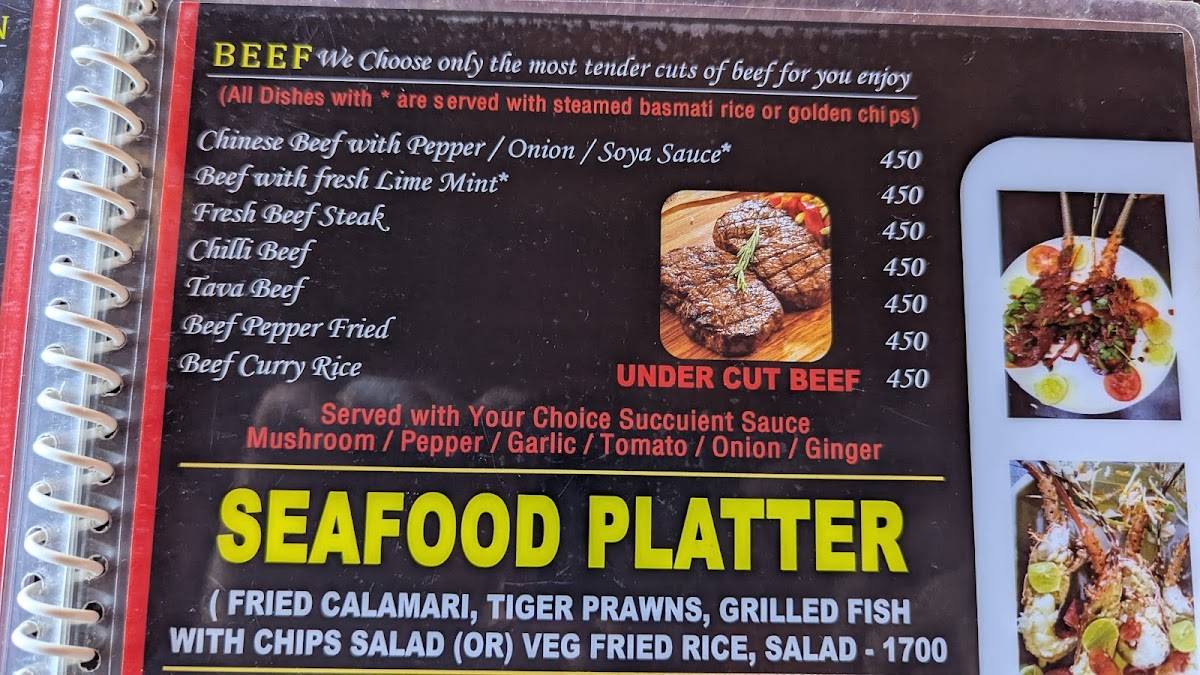 N
BEEF We Choose only the most tender cuts of beef for you enjoy
(All Dishes with * are served with steamed basmati rice or golden chips)
Chinese Beef with Pepper / Onion / Soya Sauce* 450
Beef with fresh Lime Mint* 450
Fresh Beef Steak 450
Chilli Beef 450
Tava Beef 450
Beef Pepper Fried 450
Beef Curry Rice 450
UNDER CUT BEEF
Served with Your Choice Succuient Sauce
Mushroom / Pepper / Garlic / Tomato / Onion / Ginger
SEAFOOD PLATTER
( FRIED CALAMARI, TIGER PRAWNS, GRILLED FISH
WITH CHIPS SALAD (OR) VEG FRIED RICE, SALAD - 1700